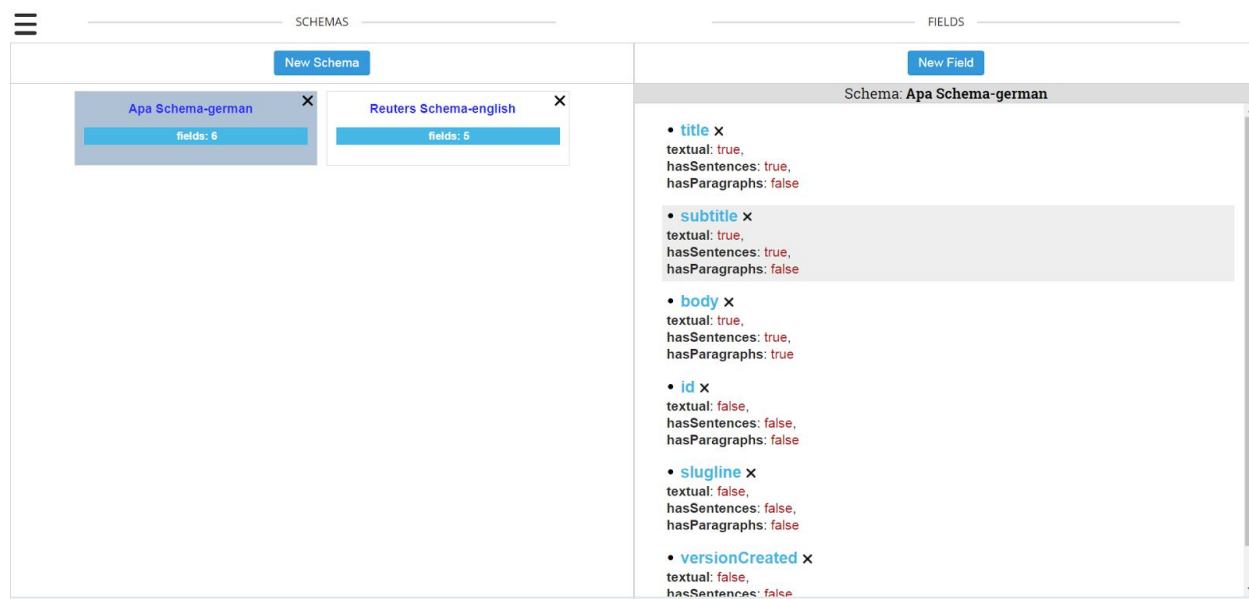 SCHEMAS
New Schema
Apa Schema-german
fields: 6
Reuters Schema-english
fields: 5
FIELDS
New Field
Schema: Apa Schema-german
• title ×
textual: true,
hasSentences: true,
hasParagraphs: false
• subtitle ×
textual: true,
hasSentences: true,
hasParagraphs: false
• body ×
textual: true,
hasSentences: true,
hasParagraphs: true
• id ×
textual: false,
hasSentences: false,
hasParagraphs: false
• slugline ×
textual: false,
hasSentences: false,
hasParagraphs: false
• versionCreated ×
textual: false,
hasSentences: false